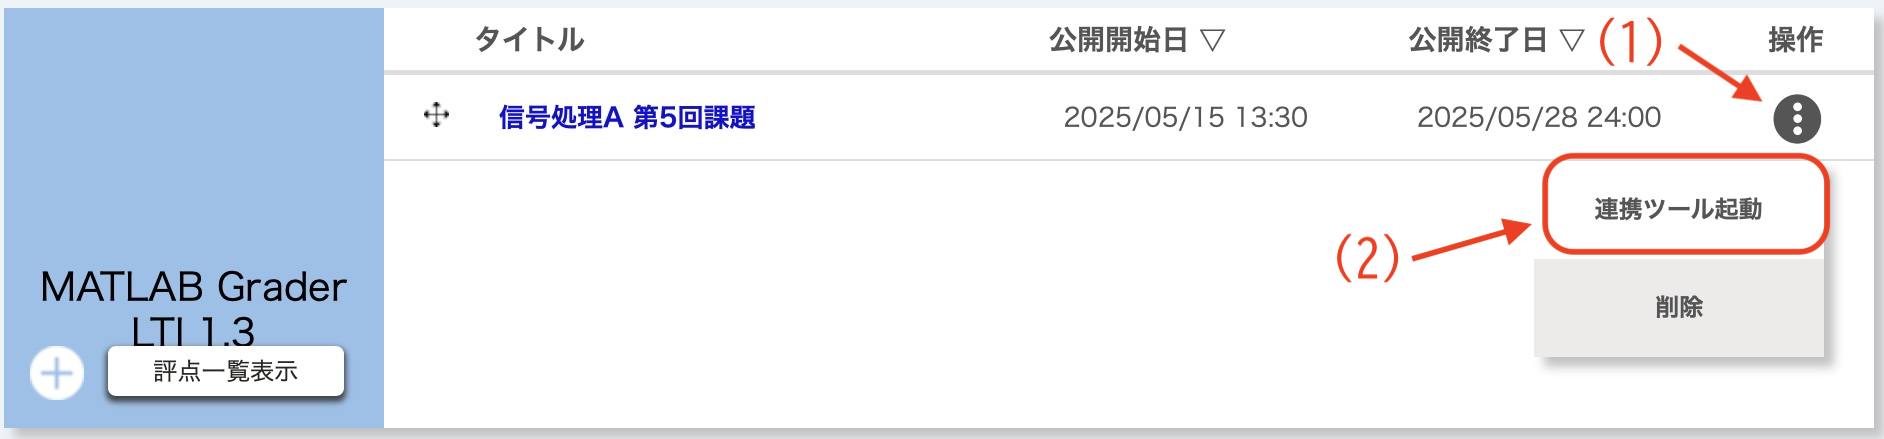 タイトル 公開開始日 ▽ 公開終了日 ▽ (1) 操作
信号処理A 第5回課題 2025/05/15 13:30 2025/05/28 24:00
連携ツール起動
(2)
削除
MATLAB Grader
LTI 1.3
評点一覧表示